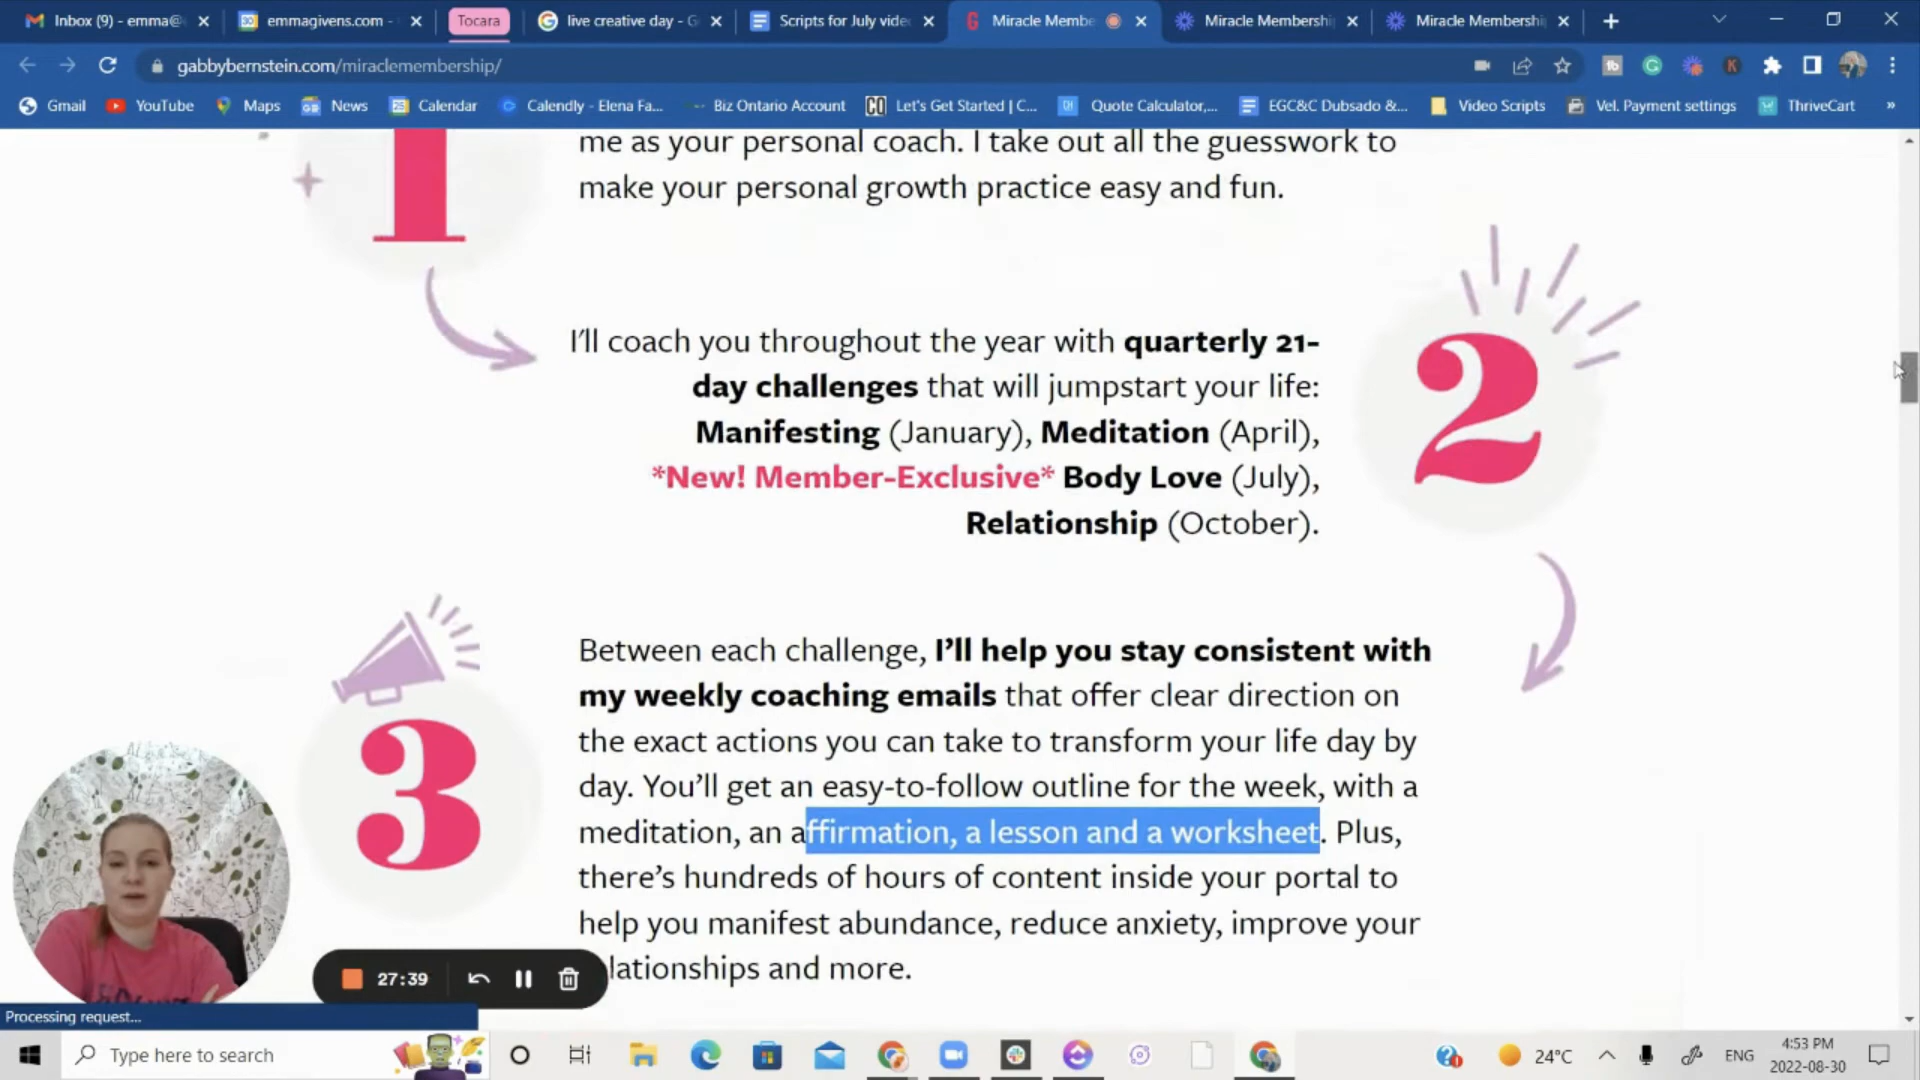 Inbox (9) - emma@
emmagivens.com -
Tocara
live creative day - G
Scripts for July vide
Miracle Membe
Miracle Membershi
Miracle Membershi
gabbybernstein.com/miraclemembership/
Gmail
YouTube
Maps
News
Calendar
Calendly - Elena Fa...
Biz Ontario Account
Let's Get Started | C...
Quote Calculator,...
EGC&C Dubsado &...
Video Scripts
Vel. Payment settings
ThriveCart
»
1
me as your personal coach. I take out all the guesswork to
make your personal growth practice easy and fun.
I'll coach you throughout the year with quarterly 21-
day challenges that will jumpstart your life:
Manifesting (January), Meditation (April),
*New! Member-Exclusive* Body Love (July),
Relationship (October).
2
3
Between each challenge, I'll help you stay consistent with
my weekly coaching emails that offer clear direction on
the exact actions you can take to transform your life day by
day. You'll get an easy-to-follow outline for the week, with a
meditation, an affirmation, a lesson and a worksheet. Plus,
there's hundreds of hours of content inside your portal to
help you manifest abundance, reduce anxiety, improve your
lationships and more.
27:39
Processing request...
Type here to search
24°C
ENG
4:53 PM
2022-08-30